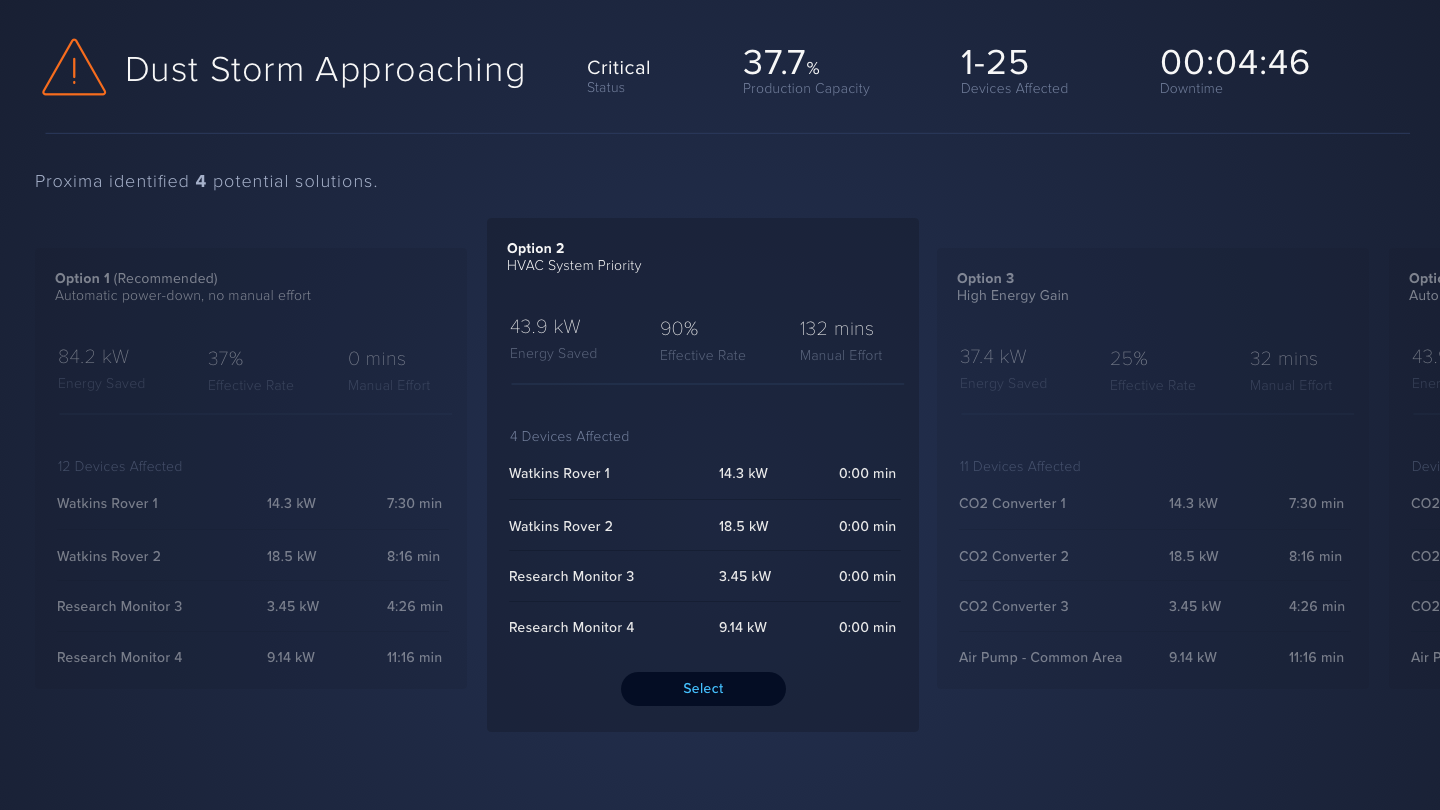 Dust Storm Approaching
Critical
Status
37.7%
Production Capacity
1-25
Devices Affected
00:04:46
Downtime
Proxima identified 4 potential solutions.
Option 1 (Recommended)
Automatic power-down, no manual effort
84.2 kW
Energy Saved
37%
Effective Rate
0 mins
Manual Effort
12 Devices Affected
Watkins Rover 1 14.3 kW 7:30 min
Watkins Rover 2 18.5 kW 8:16 min
Research Monitor 3 3.45 kW 4:26 min
Research Monitor 4 9.14 kW 11:16 min
Option 2
HVAC System Priority
43.9 kW
Energy Saved
90%
Effective Rate
132 mins
Manual Effort
4 Devices Affected
Watkins Rover 1 14.3 kW 0:00 min
Watkins Rover 2 18.5 kW 0:00 min
Research Monitor 3 3.45 kW 0:00 min
Research Monitor 4 9.14 kW 0:00 min
Select
Option 3
High Energy Gain
37.4 kW
Energy Saved
25%
Effective Rate
32 mins
Manual Effort
11 Devices Affected
CO2 Converter 1 14.3 kW 7:30 min
CO2 Converter 2 18.5 kW 8:16 min
CO2 Converter 3 3.45 kW 4:26 min
Air Pump - Common Area 9.14 kW 11:16 min
CO2
CO2
CO2
Air